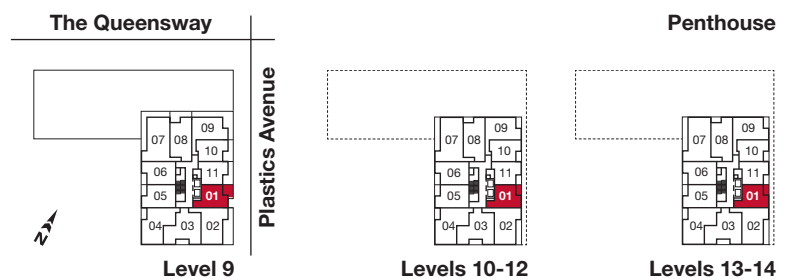 The Queensway
Penthouse
Plastics Avenue
07 08 09
10
06 11
05 01
04 03 02
N
Level 9
07 08 09
10
06 11
05 01
04 03 02
Levels 10-12
07 08 09
10
06 11
05 01
04 03 02
Levels 13-14